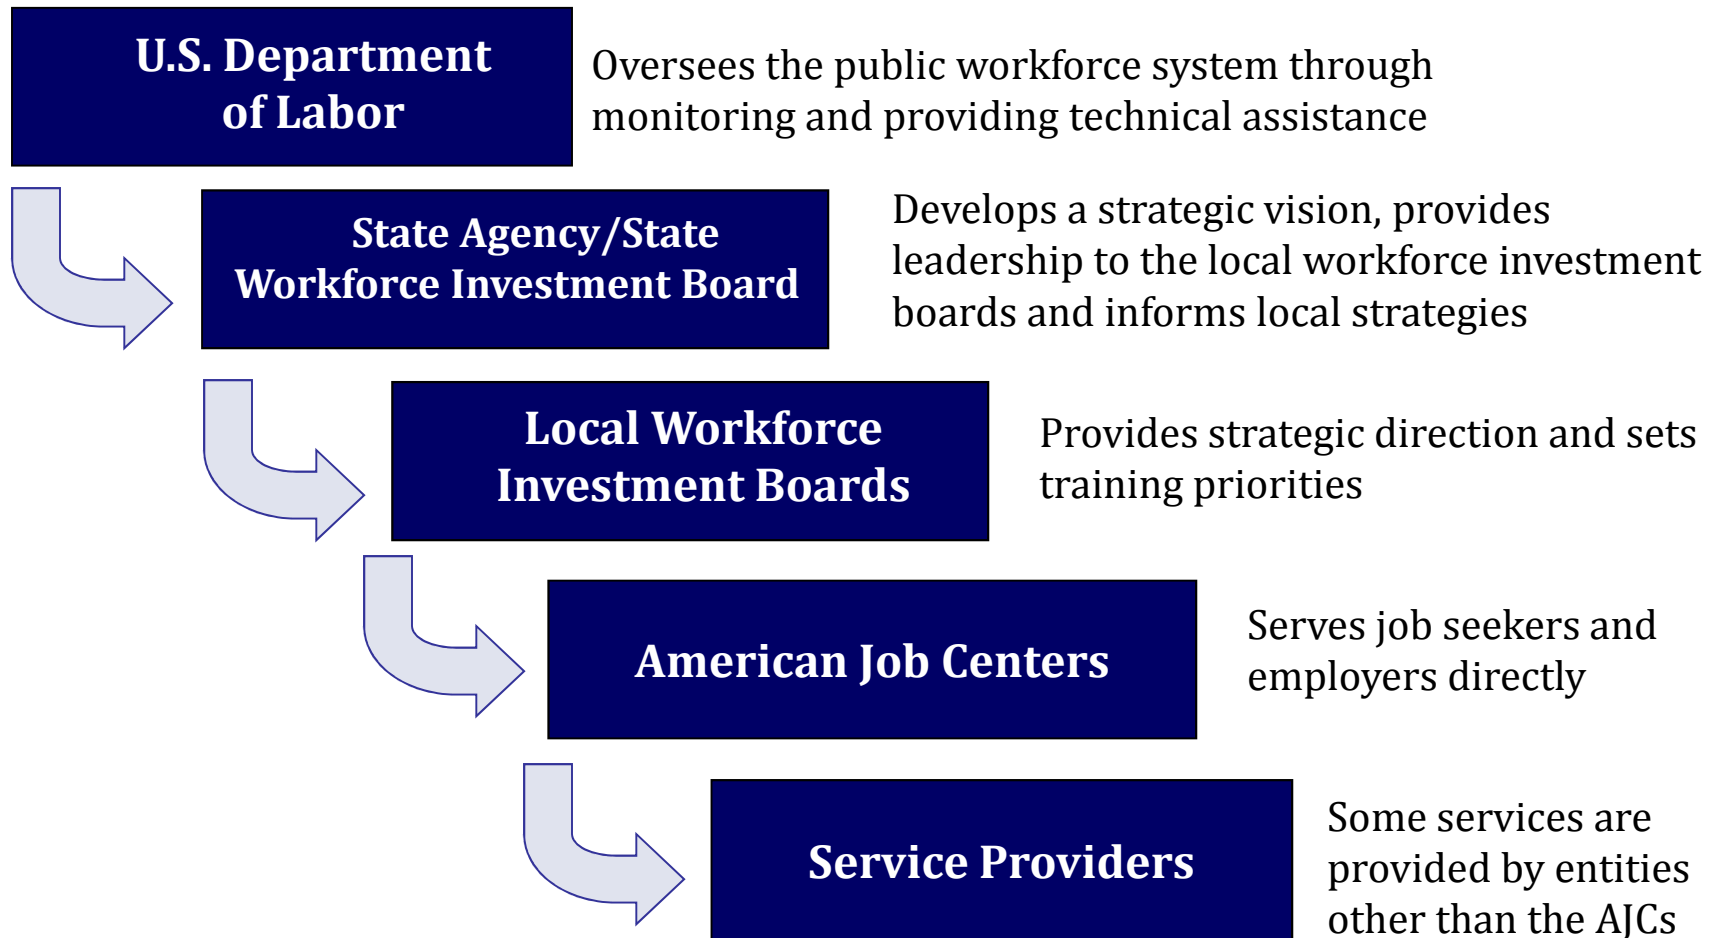 U.S. Department
of Labor
Oversees the public workforce system through
monitoring and providing technical assistance
State Agency/State
Workforce Investment Board
Develops a strategic vision, provides
leadership to the local workforce investment
boards and informs local strategies
Local Workforce
Investment Boards
Provides strategic direction and sets
training priorities
American Job Centers
Serves job seekers and
employers directly
Service Providers
Some services are
provided by entities
other than the AJCs